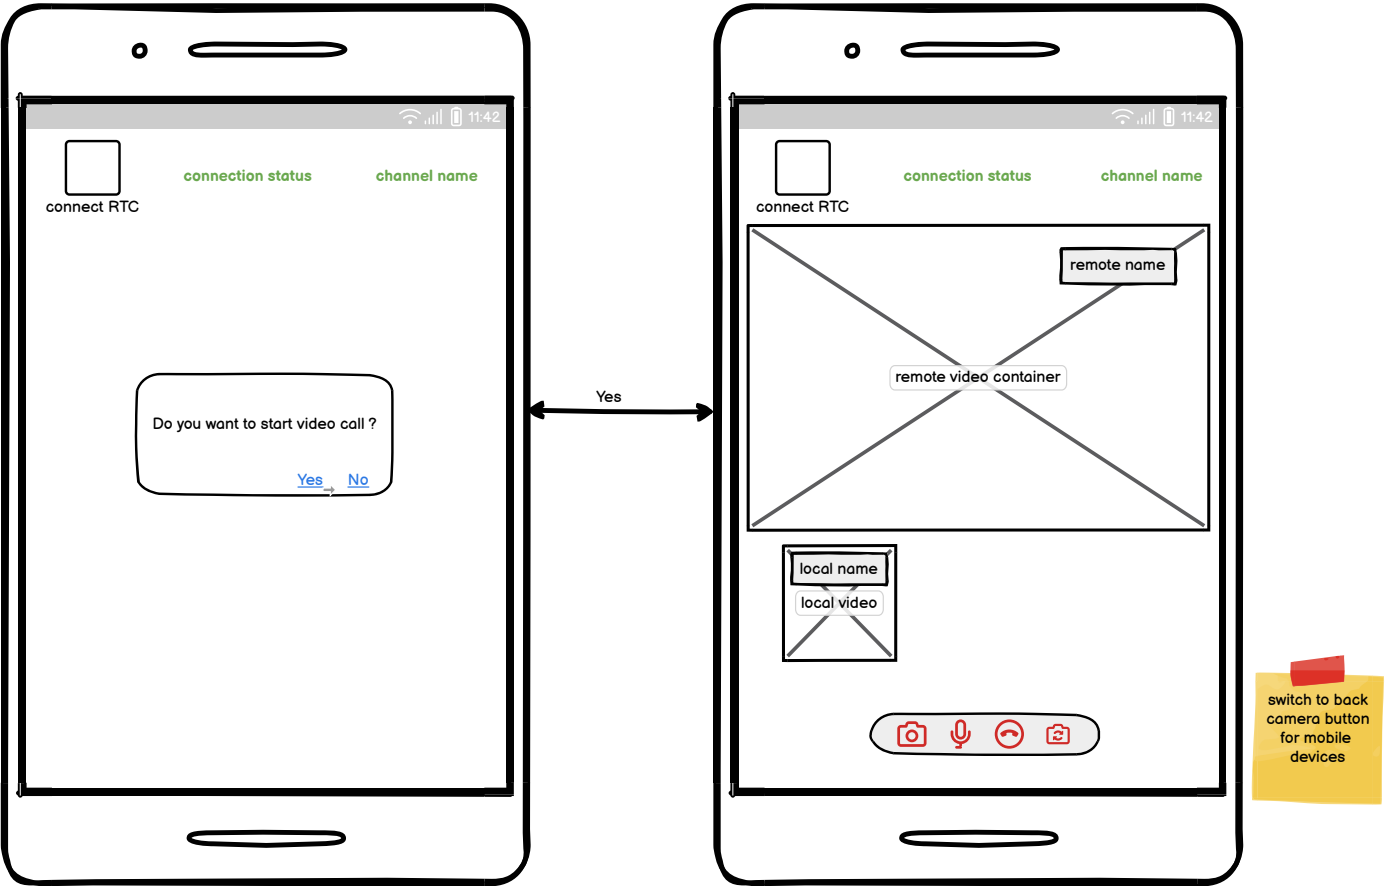 11:42
connection status
channel name
connect RTC
Do you want to start video call ?
Yes
No
Yes
11:42
connection status
channel name
connect RTC
remote name
remote video container
local name
local video
switch to back
camera button
for mobile
devices